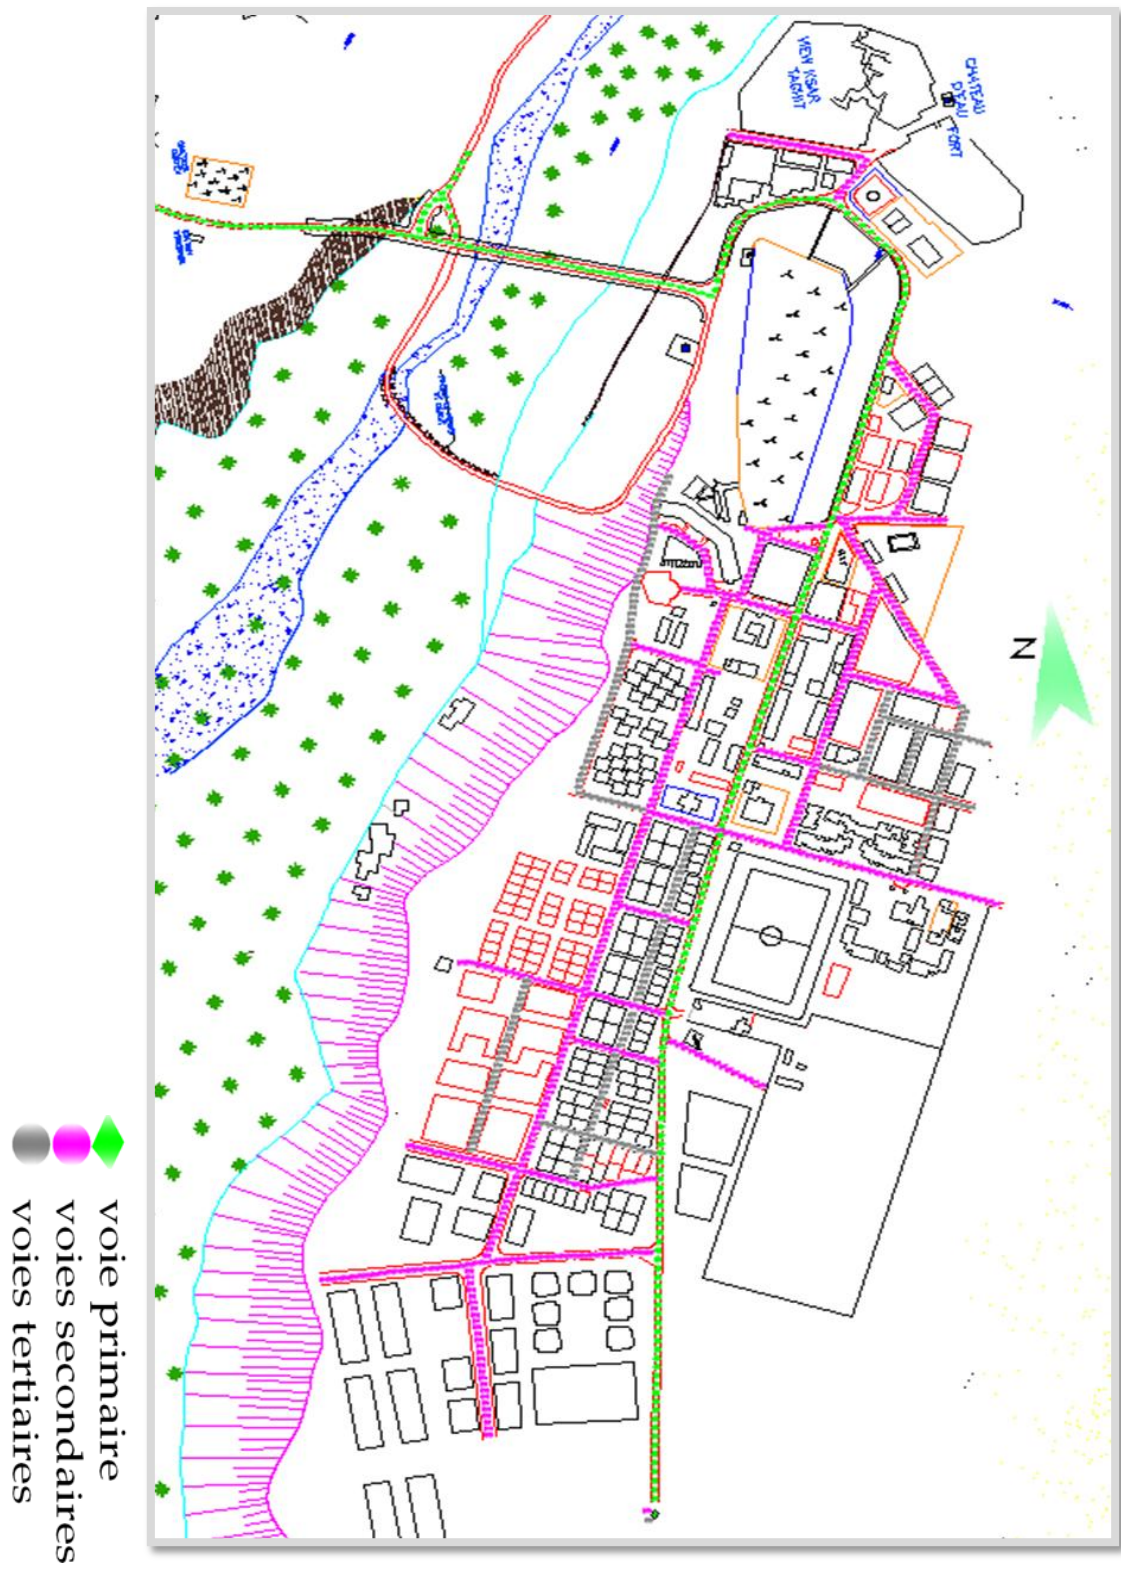 VIEW KSAR
TAGHIT
CHATEAU
D'EAU
FORT
N
voie primaire
voies secondaires
voies tertiaires